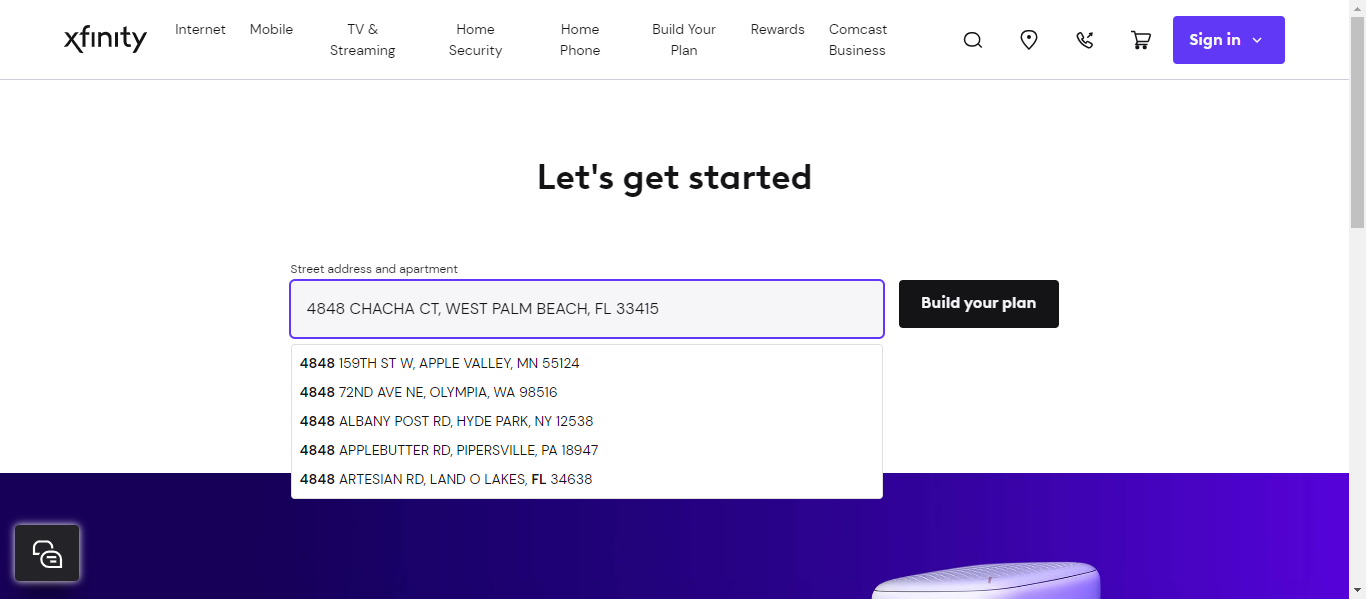 xfinity
Internet
Mobile
TV &
Streaming
Home
Security
Home
Phone
Build Your
Plan
Rewards
Comcast
Business
Sign in
Let's get started
Street address and apartment
4848 CHACHA CT, WEST PALM BEACH, FL 33415
Build your plan
4848 159TH ST W, APPLE VALLEY, MN 55124
4848 72ND AVE NE, OLYMPIA, WA 98516
4848 ALBANY POST RD, HYDE PARK, NY 12538
4848 APPLEBUTTER RD, PIPERSVILLE, PA 18947
4848 ARTESIAN RD, LAND O LAKES, FL 34638